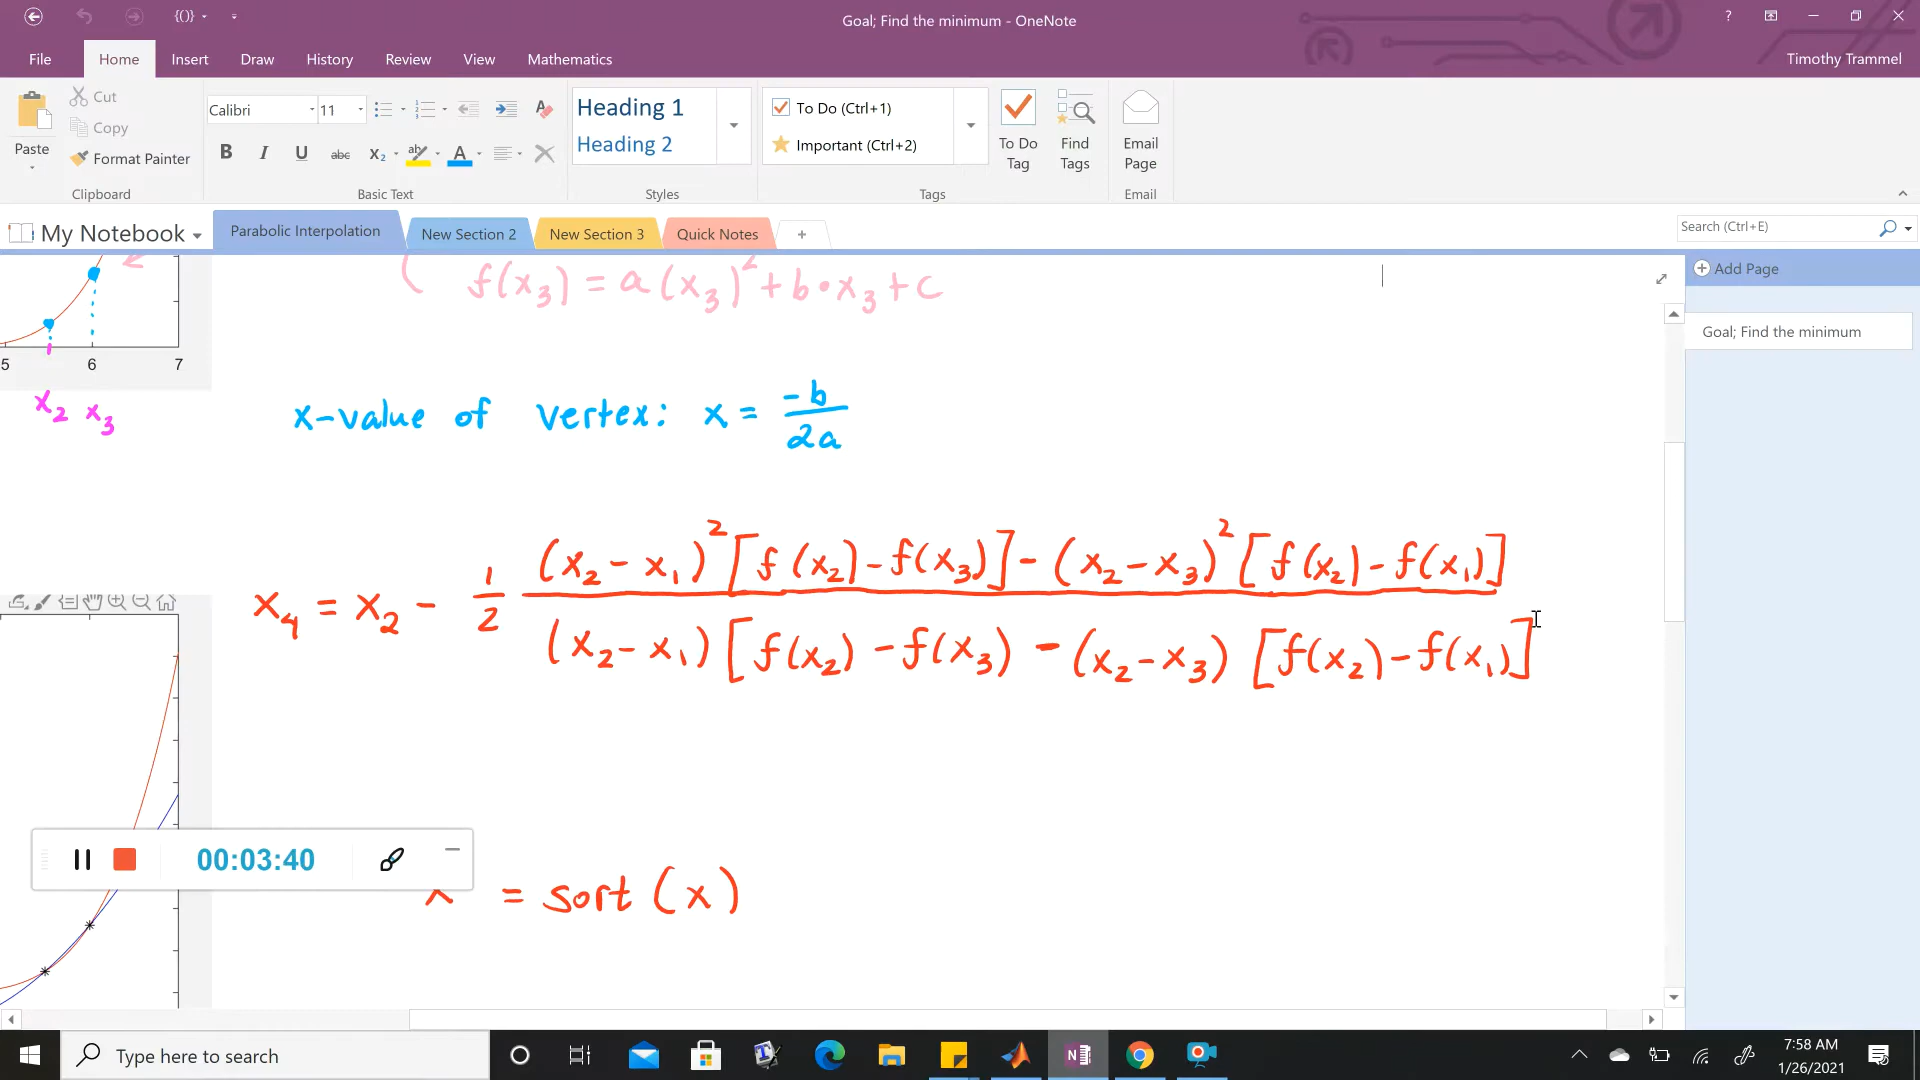 Goal; Find the minimum - OneNote
?
Timothy Trammel
File Home Insert Draw History Review View Mathematics
Paste
Cut
Copy
Format Painter
Clipboard
Calibri 11
B I U abc X₂ ab A
Basic Text
Heading 1
Heading 2
Styles
To Do (Ctrl+1)
Important (Ctrl+2)
Tags
To Do Tag
Find Tags
Email Page
Email
My Notebook
Parabolic Interpolation New Section 2 New Section 3 Quick Notes +
Search (Ctrl+E)
Add Page
Goal; Find the minimum
f(x₃) = a(x₃)² + b•x₃ + c
5 6 7
x₂ x₃
x-value of vertex: x = -b/2a
x₄ = x₂ - 1/2 (x₂ - x₁)² [f(x₂) - f(x₃)] - (x₂ - x₃)² [f(x₂) - f(x₁)]
(x₂ - x₁) [f(x₂) - f(x₃) - (x₂ - x₃) [f(x₂) - f(x₁)]
00:03:40
= sort (x)
Type here to search
7:58 AM
1/26/2021